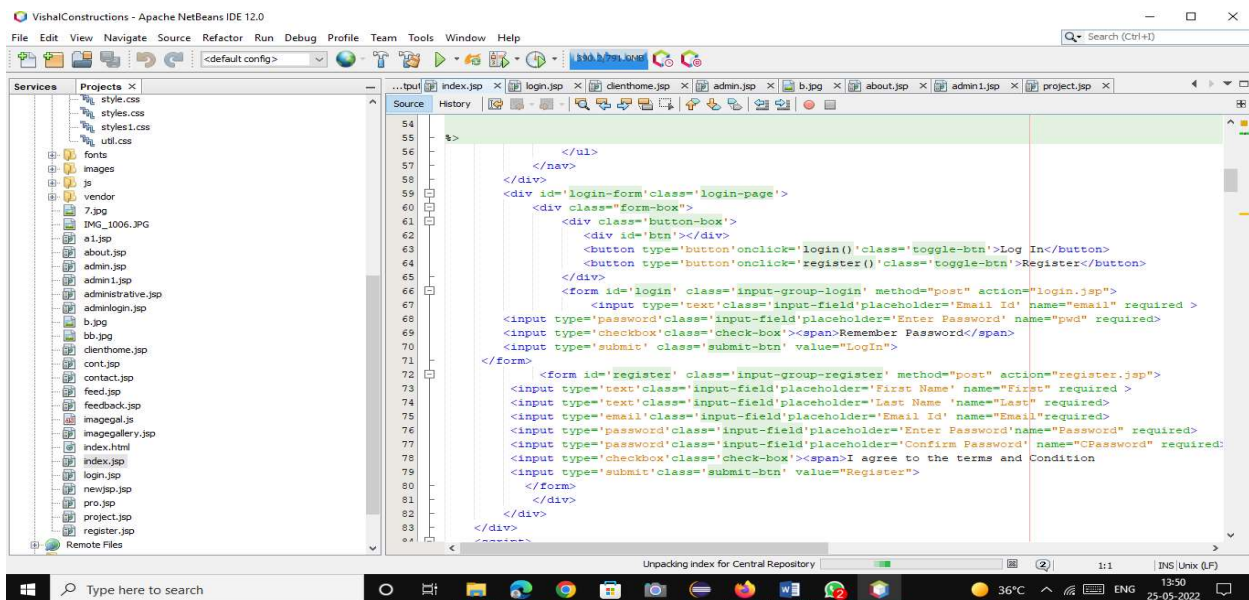 VishalConstructions - Apache NetBeans IDE 12.0
File Edit View Navigate Source Refactor Run Debug Profile Team Tools Window Help
Search (Ctrl+I)
<default config>
Services Projects
...tput index.jsp login.jsp clienthome.jsp admin.jsp b.jpg about.jsp admin1.jsp project.jsp
Source History
style.css
styles.css
styles1.css
util.css
fonts
images
js
vendor
7.jpg
IMG_1006.JPG
a1.jsp
about.jsp
admin.jsp
admin1.jsp
administrative.jsp
adminlogin.jsp
b.jpg
bb.jpg
clienthome.jsp
cont.jsp
contact.jsp
feed.jsp
feedback.jsp
imagegal.js
imagegallery.jsp
index.html
index.jsp
login.jsp
newjsp.jsp
pro.jsp
project.jsp
register.jsp
Remote Files
54
55 %>
56 </ul>
57 </nav>
58 </div>
59 <div id='login-form'class='login-page'>
60 <div class="form-box">
61 <div class='button-box'>
62 <div id='btn'></div>
63 <button type='button'onclick='login()'class='toggle-btn'>Log In</button>
64 <button type='button'onclick='register()'class='toggle-btn'>Register</button>
65 </div>
66 <form id='login' class='input-group-login' method="post" action="login.jsp">
67 <input type='text'class='input-field'placeholder='Email Id' name="email" required >
68 <input type='password'class='input-field'placeholder='Enter Password' name="pwd" required>
69 <input type='checkbox'class='check-box'><span>Remember Password</span>
70 <input type='submit' class='submit-btn' value="LogIn">
71 </form>
72 <form id='register' class='input-group-register' method="post" action="register.jsp">
73 <input type='text'class='input-field'placeholder='First Name' name="First" required >
74 <input type='text'class='input-field'placeholder='Last Name 'name="Last" required>
75 <input type='email'class='input-field'placeholder='Email Id' name="Email"required>
76 <input type='password'class='input-field'placeholder='Enter Password'name="Password" required>
77 <input type='password'class='input-field'placeholder='Confirm Password' name="CPassword" required>
78 <input type='checkbox'class='check-box'><span>I agree to the terms and Condition
79 <input type='submit'class='submit-btn' value="Register">
80 </form>
81 </div>
82 </div>
83 </div>
84 <script>
Unpacking index for Central Repository 2 1:1 INS Unix (LF)
Type here to search 36°C ENG 13:50
25-05-2022